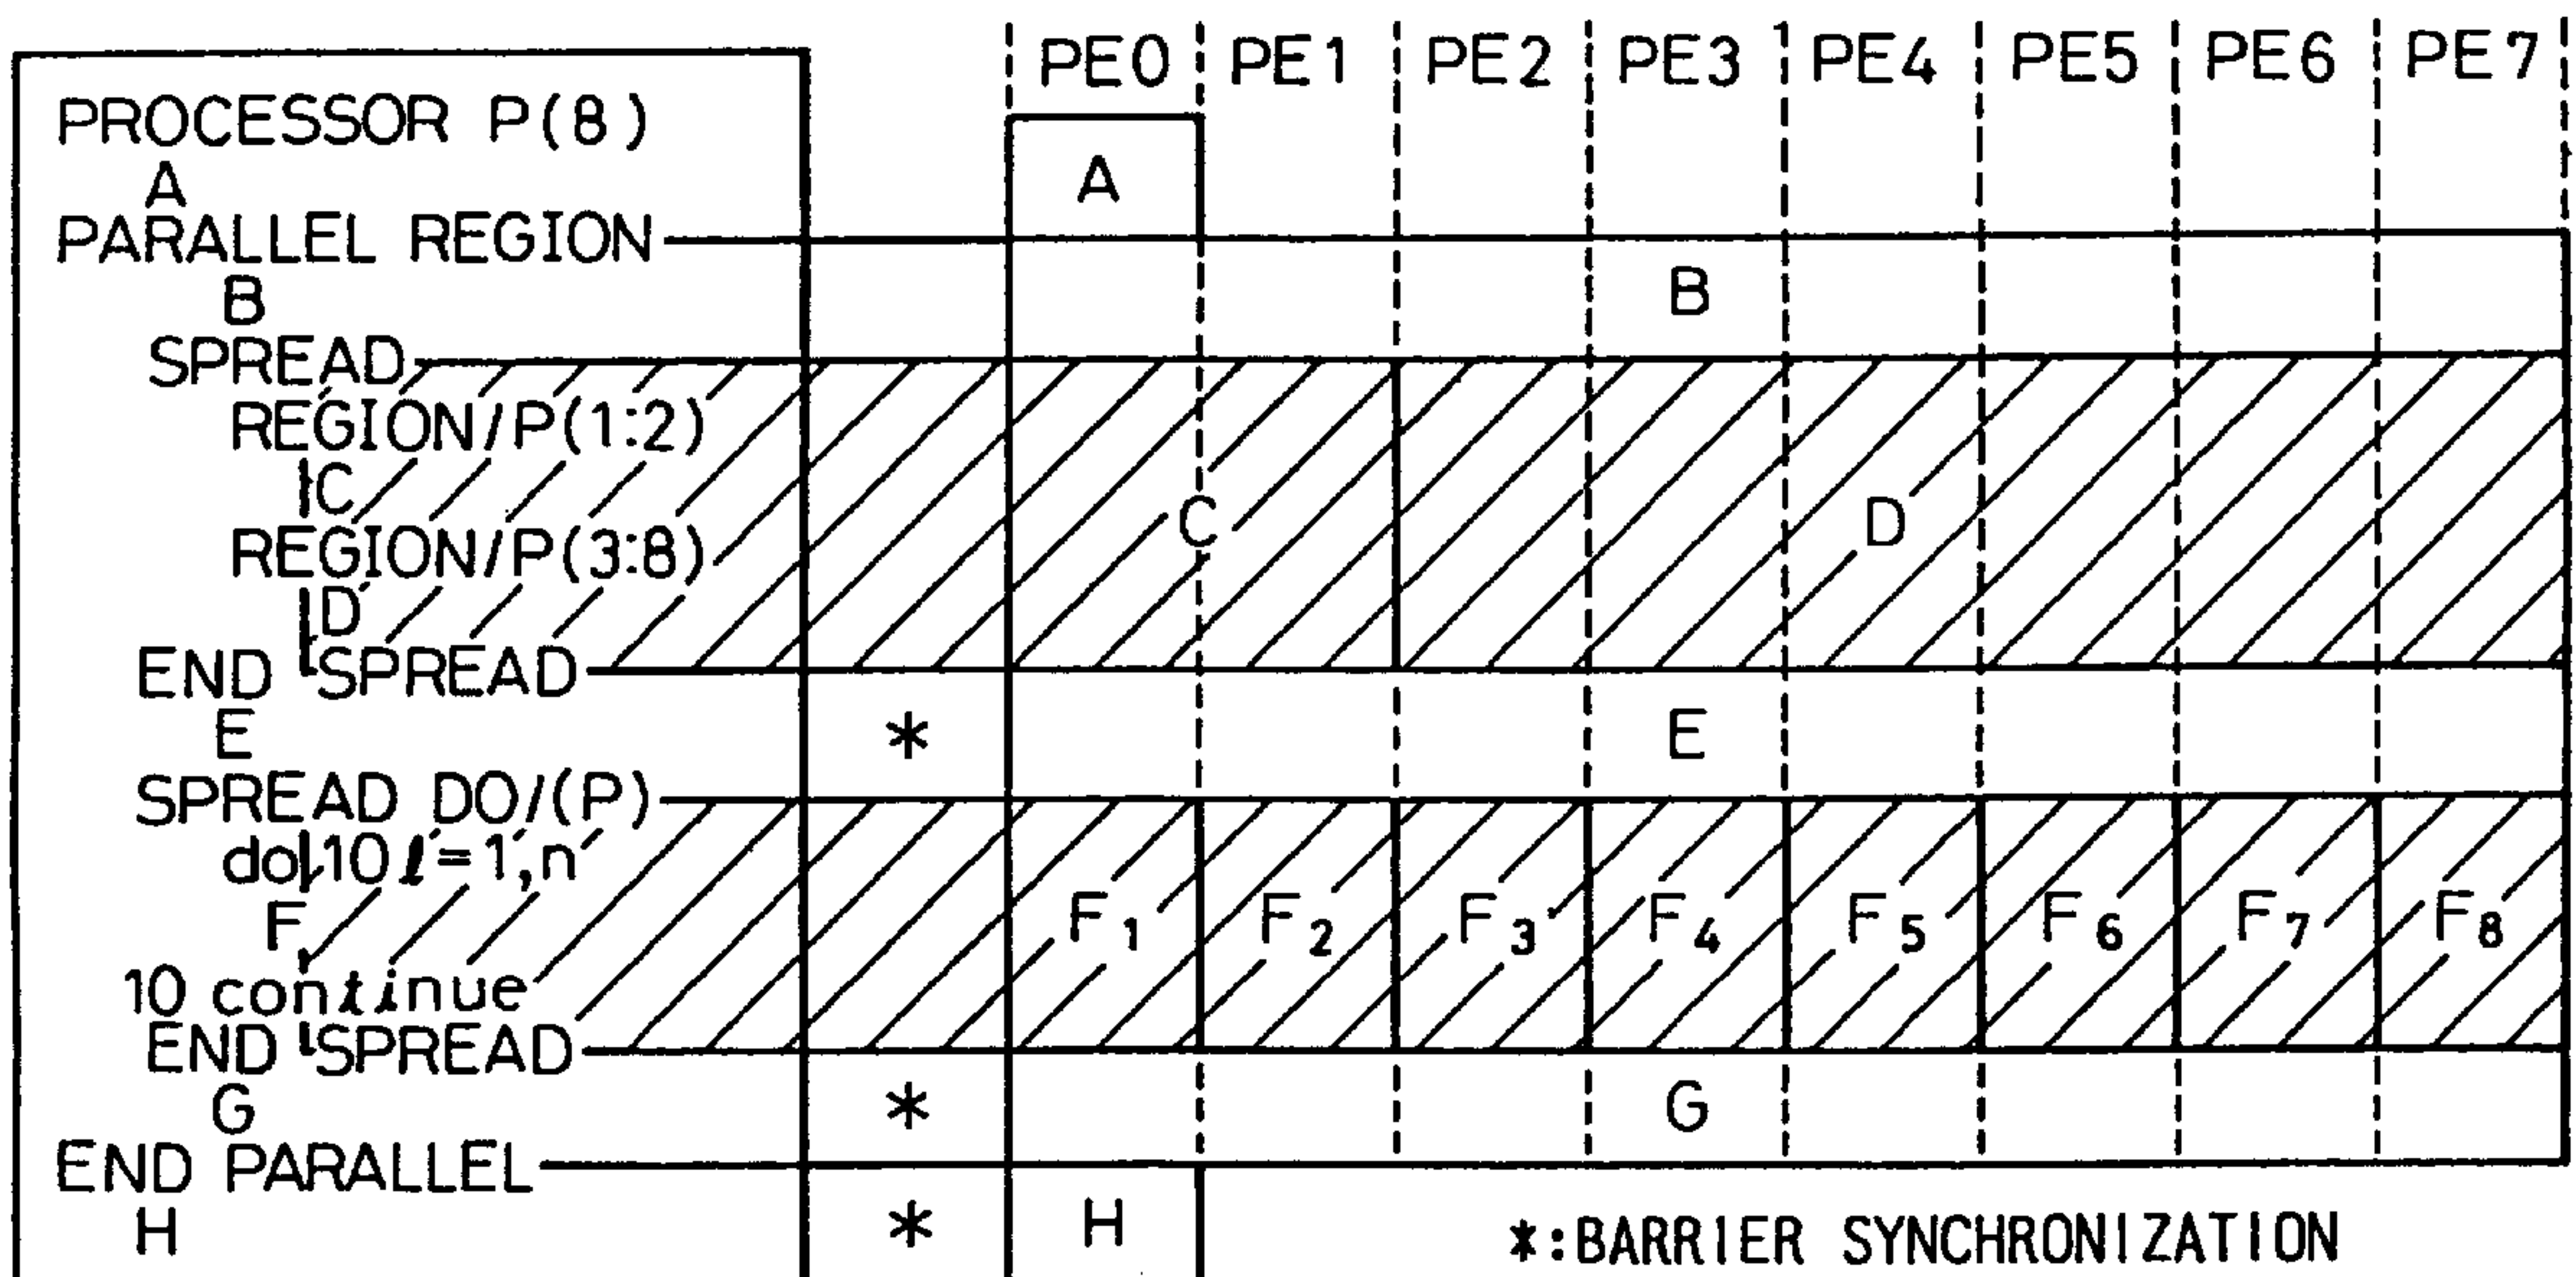 PE0 PE1 PE2 PE3 PE4 PE5 PE6 PE7
PROCESSOR P(8)
A A
PARALLEL REGION
B B
SPREAD
REGION/P(1:2)
C C D
REGION/P(3:8)
D
END SPREAD
E * E
SPREAD DO/(P)
do 10 l=1,n
F F1 F2 F3 F4 F5 F6 F7 F8
10 continue
END SPREAD
G * G
END PARALLEL
H * H *:BARRIER SYNCHRONIZATION